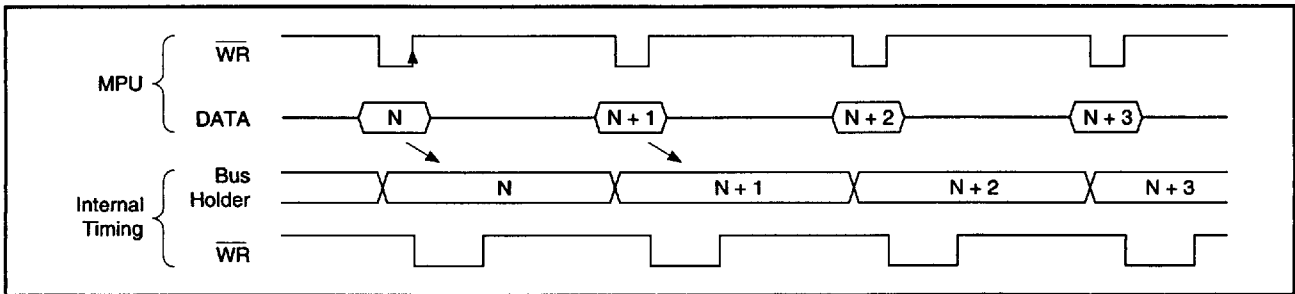 MPU
WR
DATA
N
N + 1
N + 2
N + 3
Internal
Timing
Bus
Holder
N
N + 1
N + 2
N + 3
WR